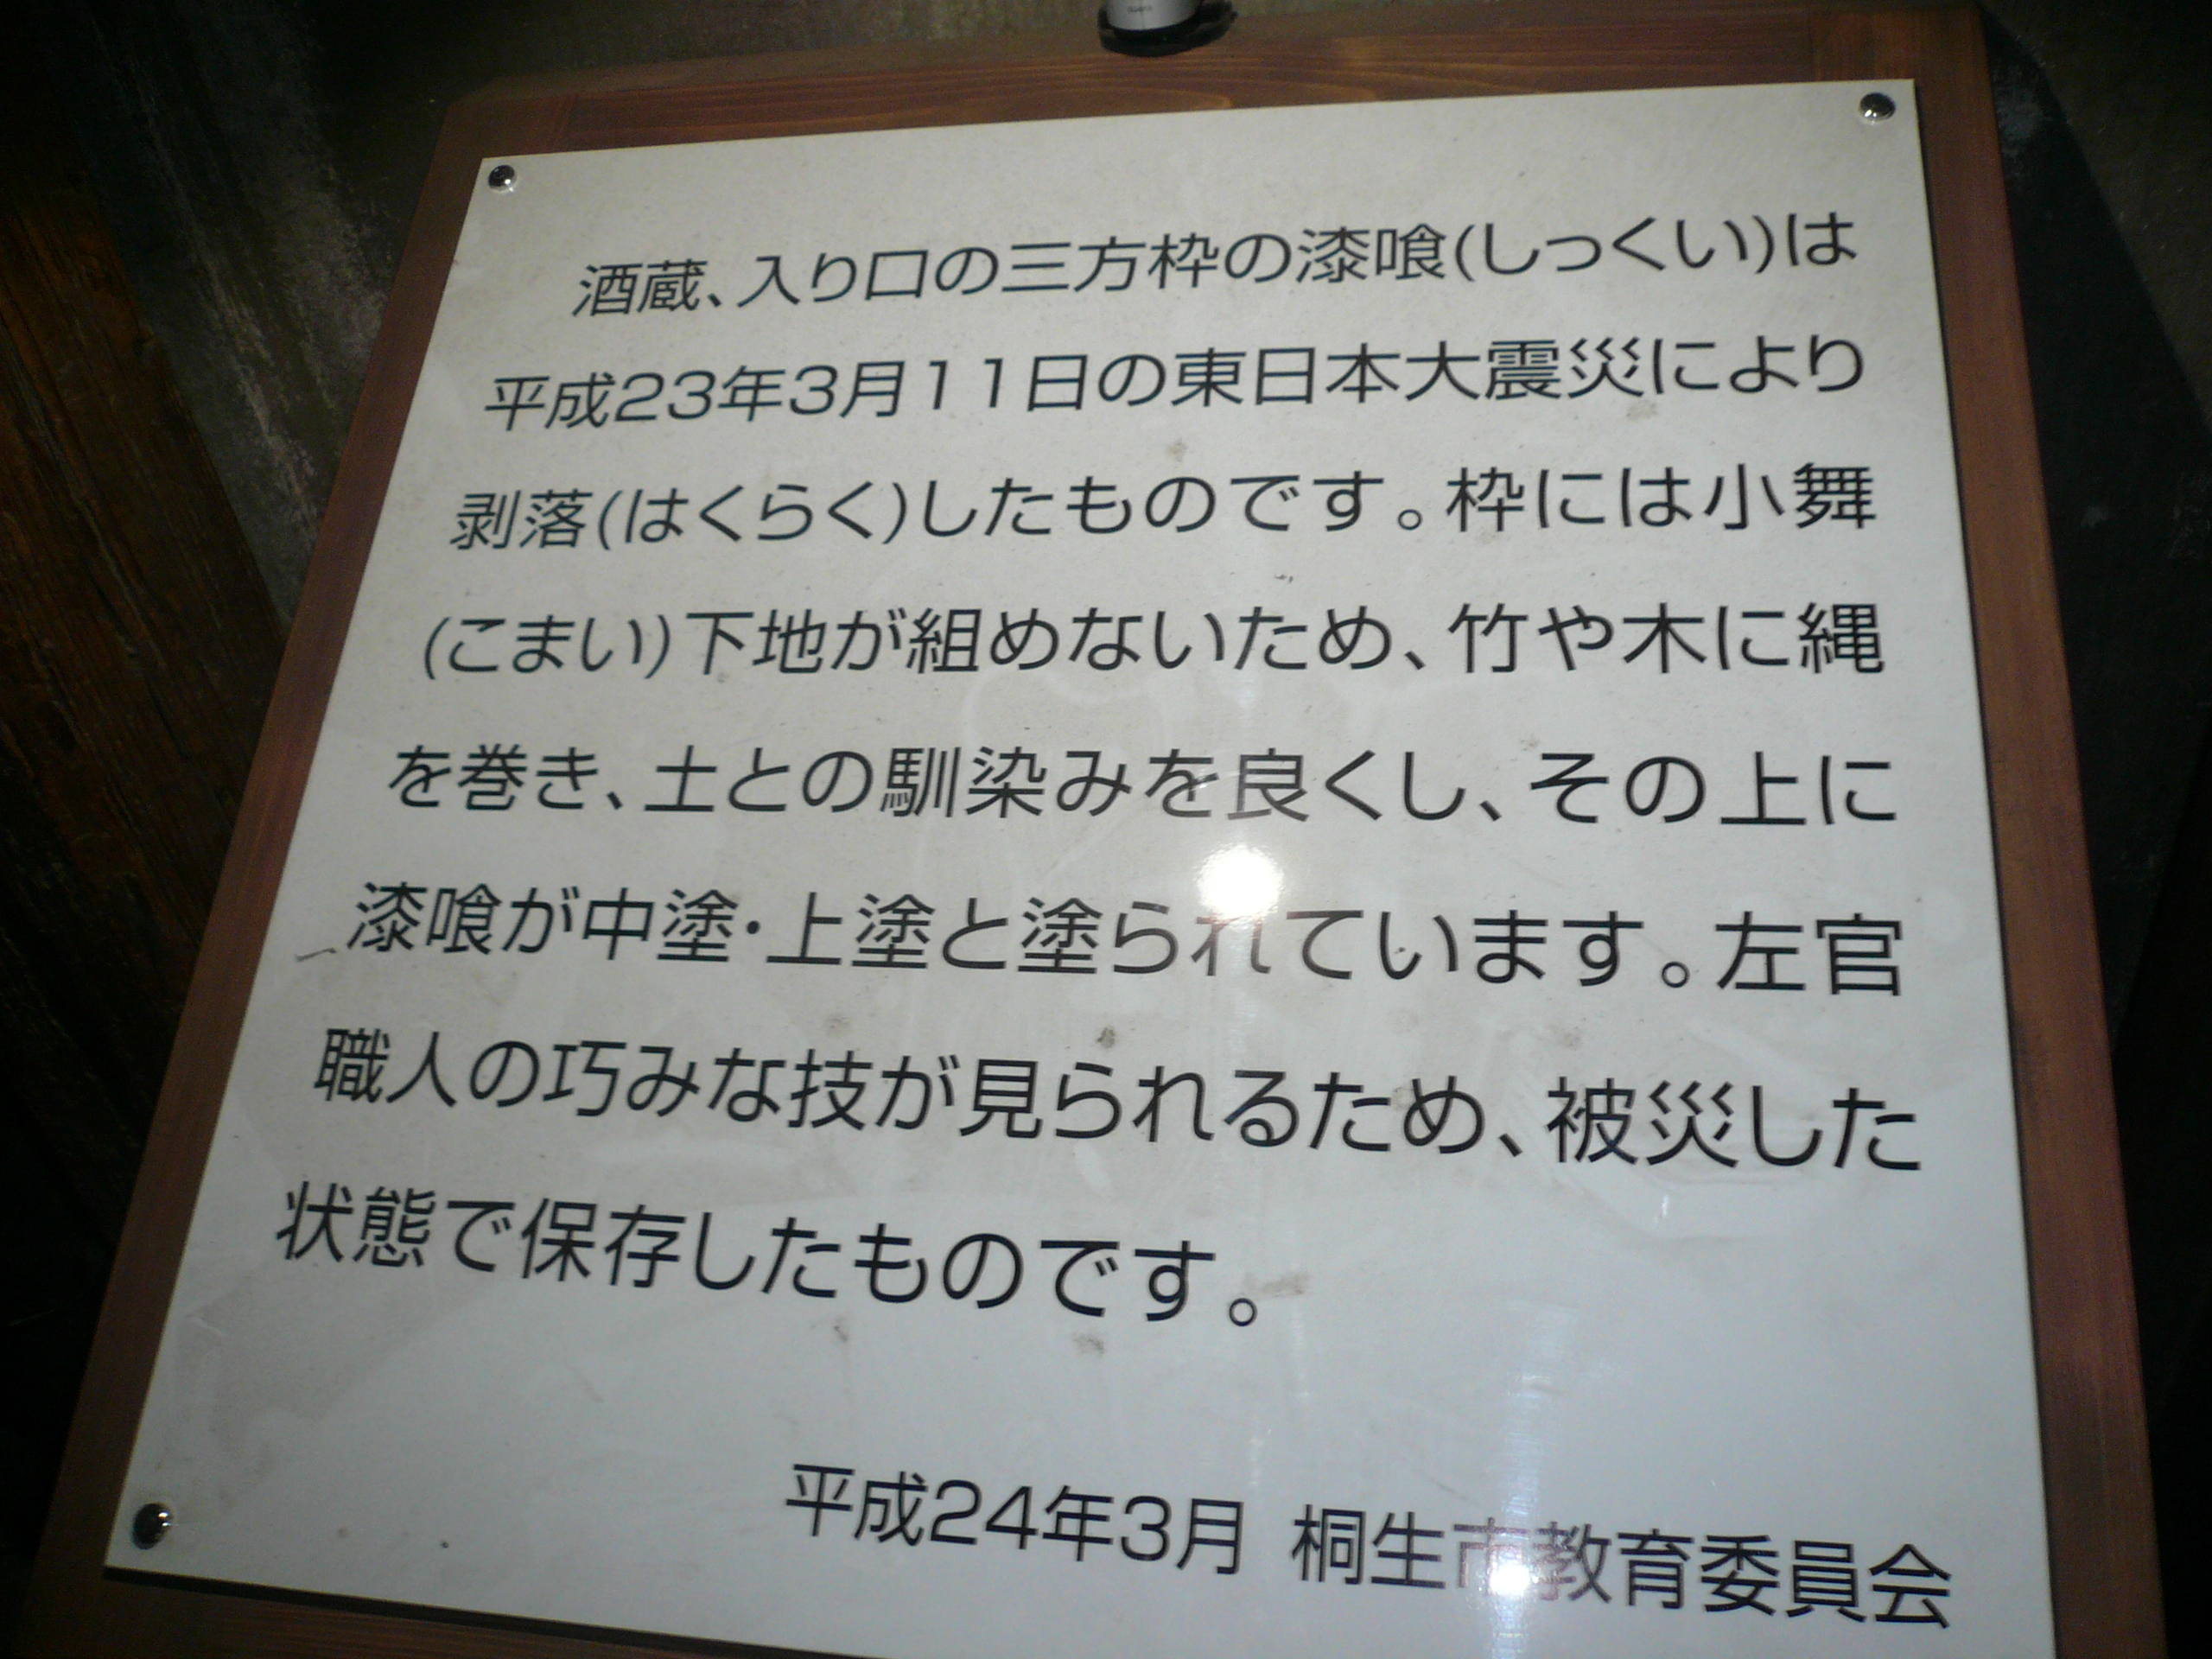 酒蔵、入り口の三方枠の漆喰(しっくい)は
平成23年3月11日の東日本大震災により
剥落(はくらく)したものです。枠には小舞
(こまい)下地が組めないため、竹や木に縄
を巻き、土との馴染みを良くし、その上に
漆喰が中塗・上塗と塗られています。左官
職人の巧みな技が見られるため、被災した
状態で保存したものです。
平成24年3月 桐生市教育委員会